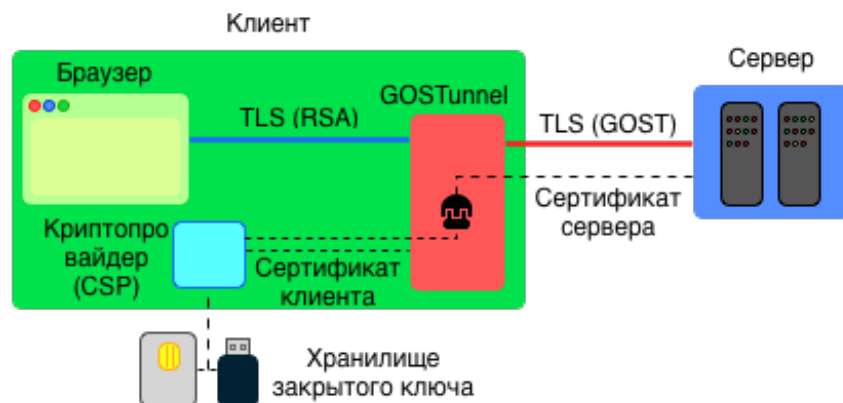 Клиент
Браузер
GOSTunnel
Сервер
TLS (RSA)
TLS (GOST)
Сертификат
сервера
Криптопро
вайдер
(CSP)
Сертификат
клиента
Хранилище
закрытого ключа